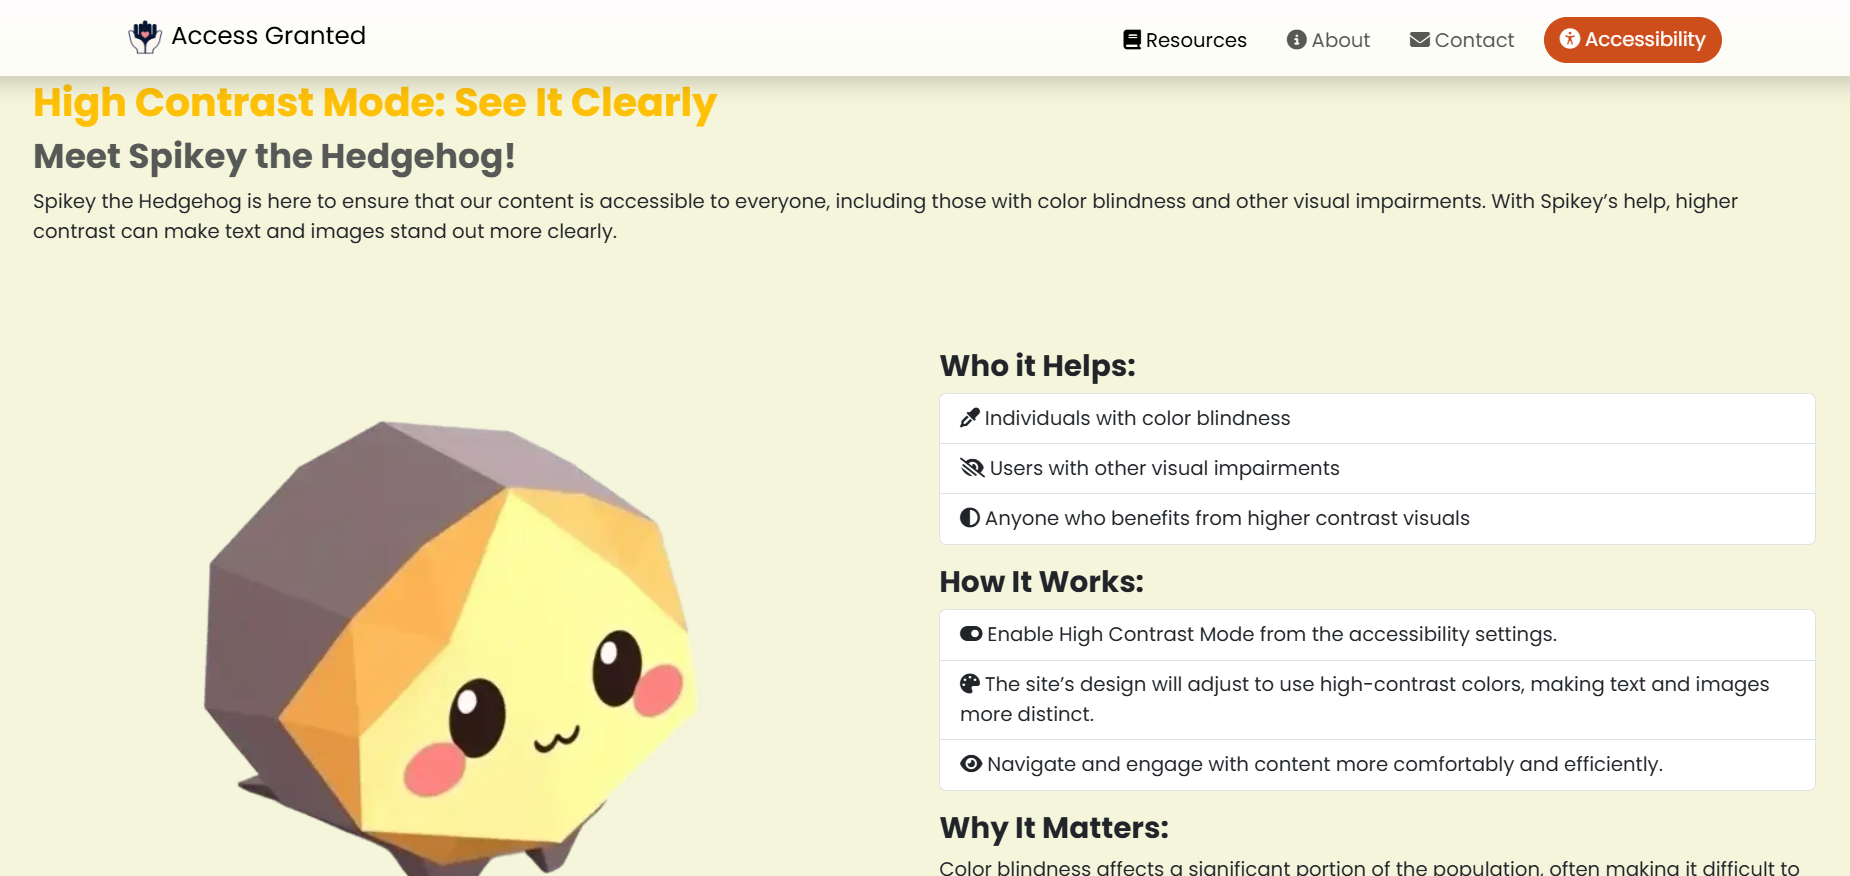 Access Granted
Resources
About
Contact
Accessibility
High Contrast Mode: See It Clearly
Meet Spikey the Hedgehog!
Spikey the Hedgehog is here to ensure that our content is accessible to everyone, including those with color blindness and other visual impairments. With Spikey’s help, higher
contrast can make text and images stand out more clearly.
Who it Helps:
Individuals with color blindness
Users with other visual impairments
Anyone who benefits from higher contrast visuals
How It Works:
Enable High Contrast Mode from the accessibility settings.
The site’s design will adjust to use high-contrast colors, making text and images
more distinct.
Navigate and engage with content more comfortably and efficiently.
Why It Matters:
Color blindness affects a significant portion of the population, often making it difficult to